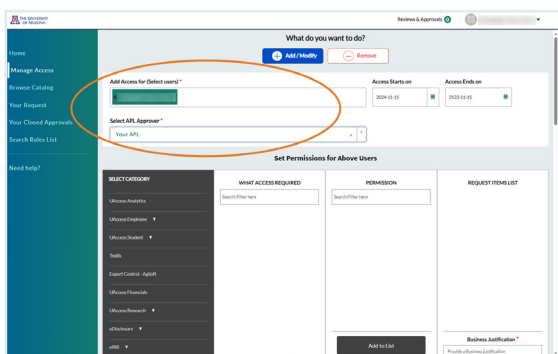 THE UNIVERSITY
OF ARIZONA
Reviews & Approvals 0
Home
Manage Access
Browse Catalog
Your Request
Your Closed Approvals
Search Roles List
Need help?
What do you want to do?
Add / Modify
Remove
Add Access for (Select users) *
Access Starts on
Access Ends on
2024-11-15
2123-11-15
Select APL Approver *
Your APL
Set Permissions for Above Users
SELECT CATEGORY
WHAT ACCESS REQUIRED
PERMISSION
REQUEST ITEMS LIST
Search/Filter here
Search/Filter here
UAccess Analytics
UAccess Employee
UAccess Student
Trellis
Export Control - Agiloft
UAccess Financials
UAccess Research
eDisclosure
eIRB
Add to List
Business Justification *
Provide a Business Justification